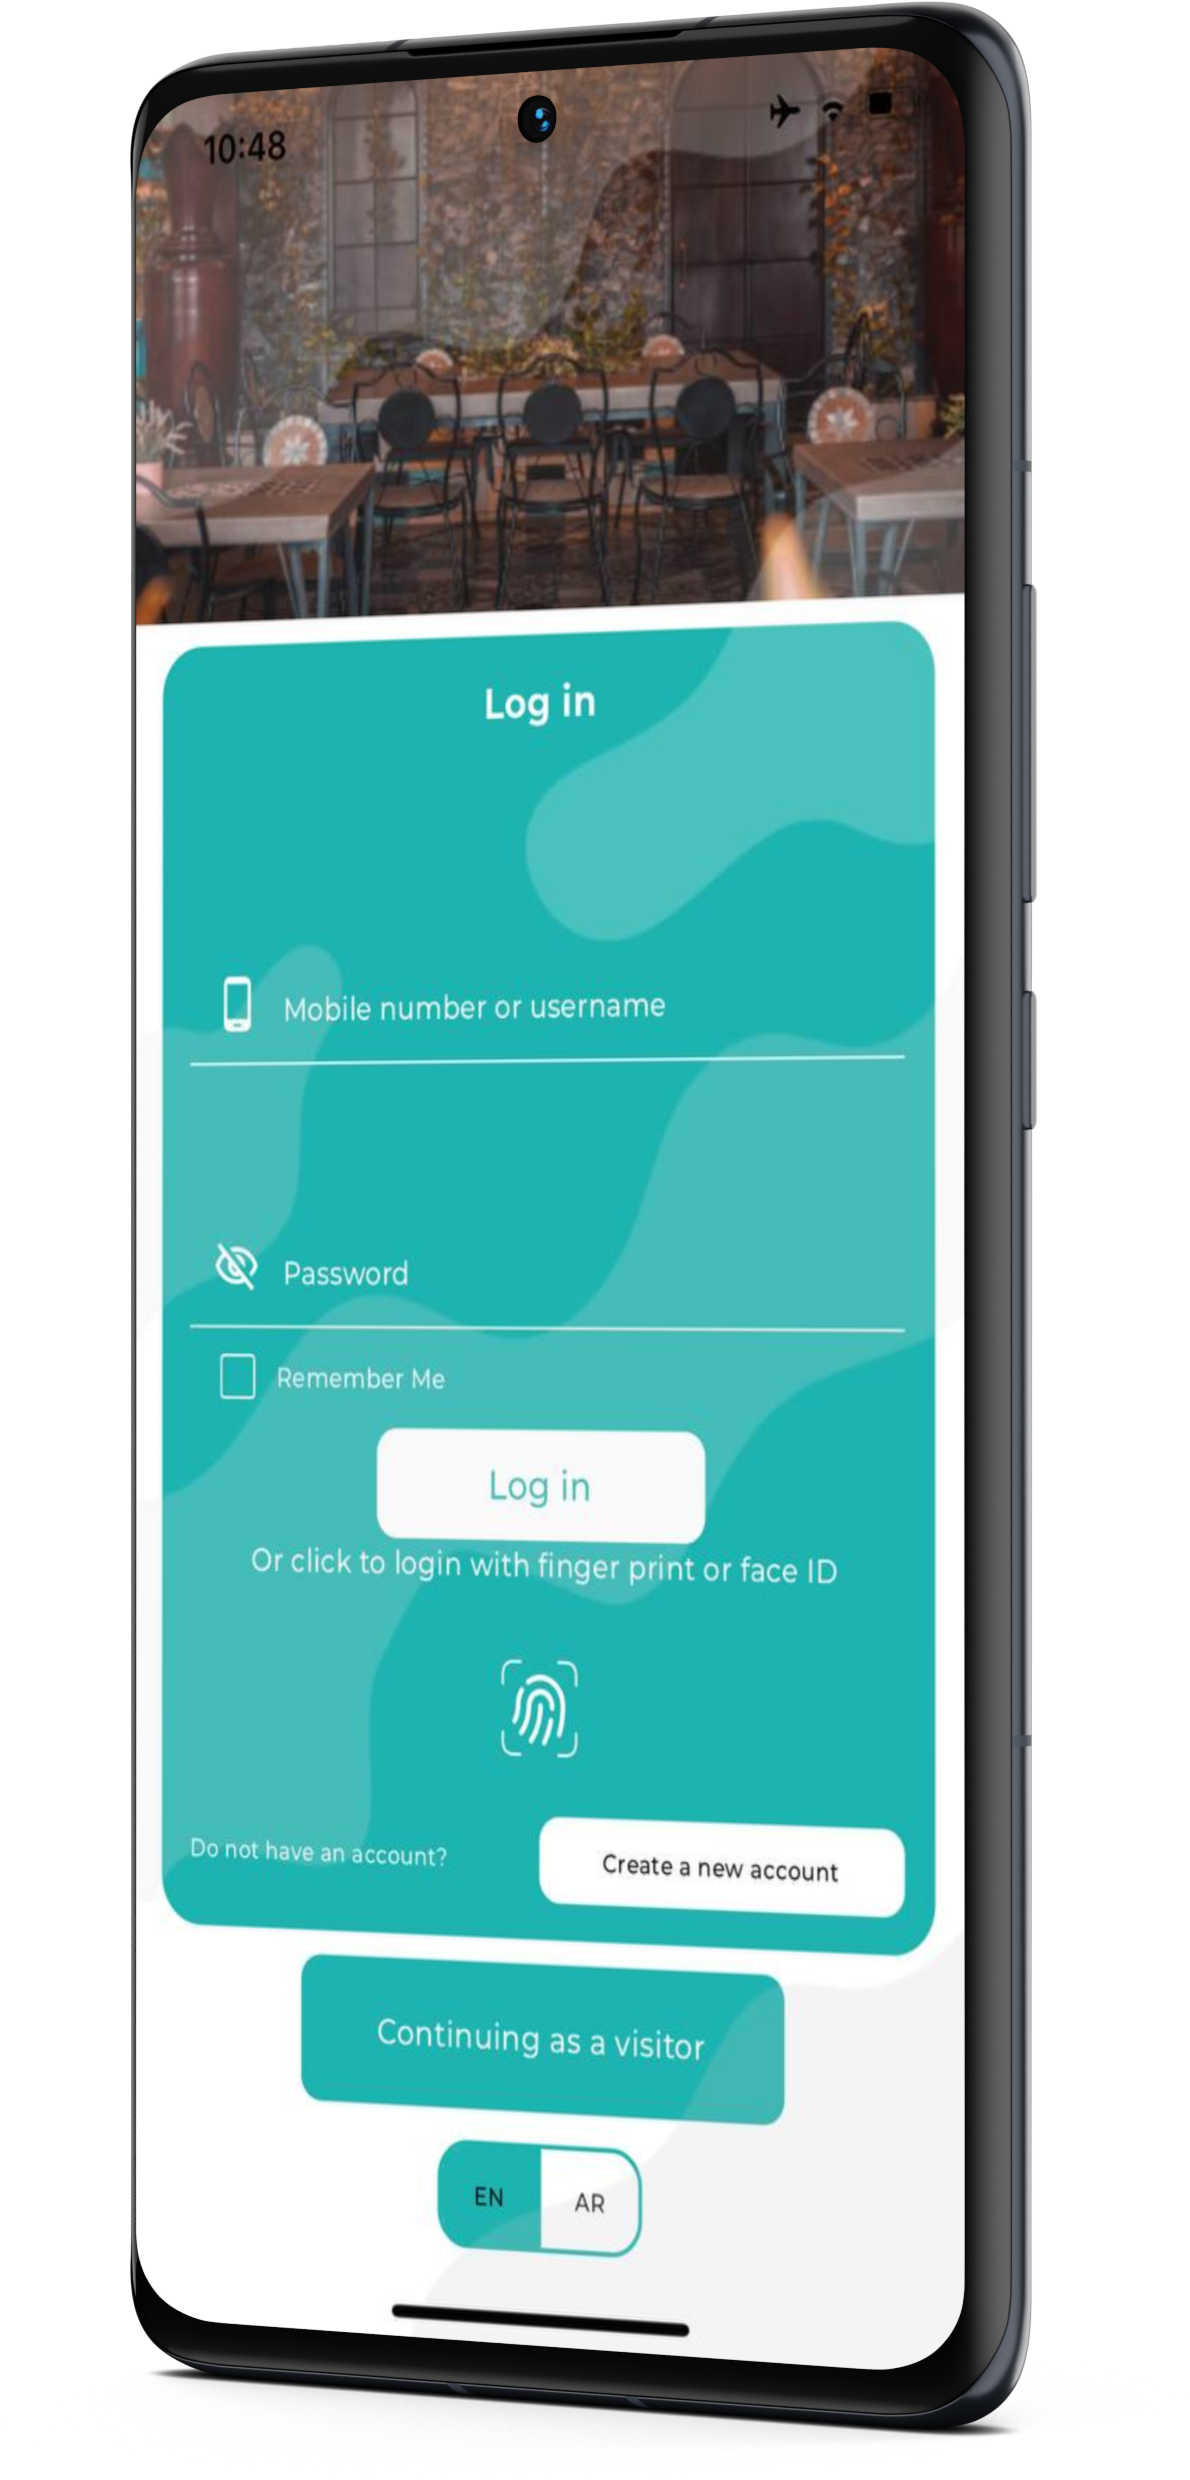 10:48
Log in
Mobile number or username
Password
Remember Me
Log in
Or click to login with finger print or face ID
Do not have an account?
Create a new account
Continuing as a visitor
EN
AR